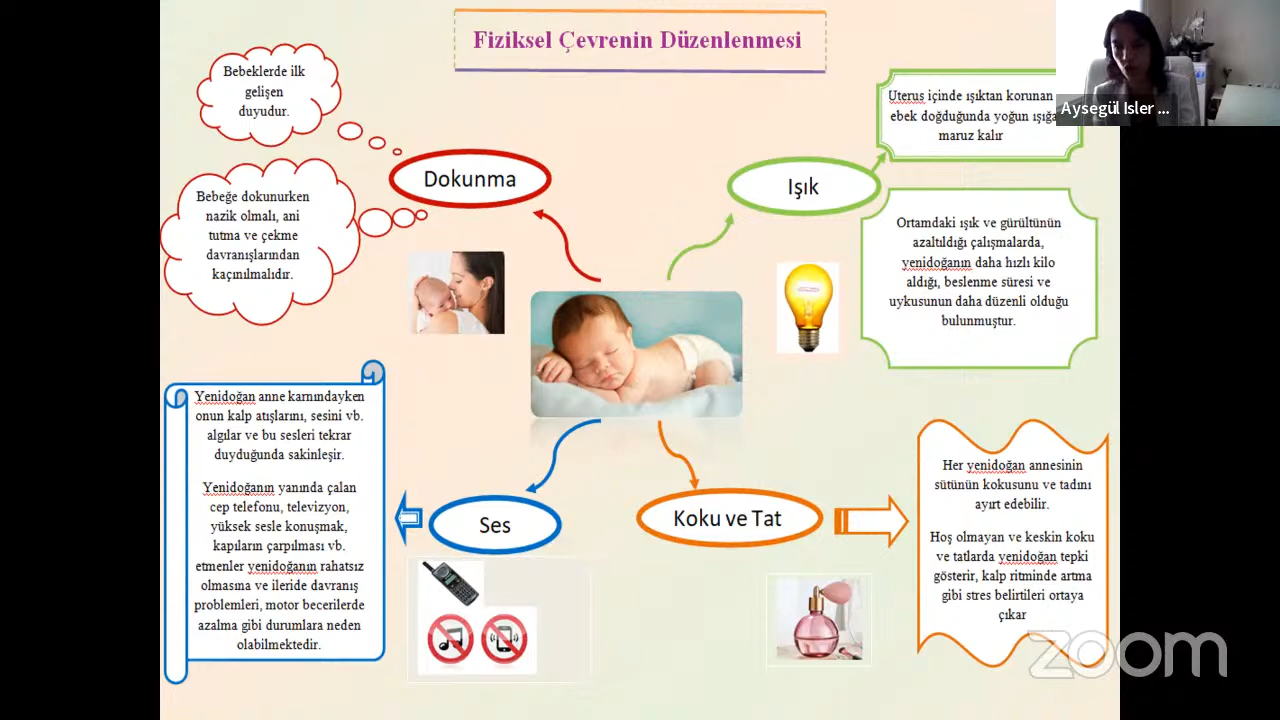 Fiziksel Çevrenin Düzenlenmesi
Bebeklerde ilk
gelişen
duyudur.
Dokunma
Bebeğe dokunurken
nazik olmalı, ani
tutma ve çekme
davranışlarından
kaçınılmalıdır.
Işık
Uterus içinde ışıktan korunan
ebek doğduğunda yoğun ışığa
maruz kalır
Aysegül Isler ...
Ortamdaki ışık ve gürültünün
azaltıldığı çalışmalarda,
yenidoğanın daha hızlı kilo
aldığı, beslenme süresi ve
uykusunun daha düzenli olduğu
bulunmuştur.
Yenidoğan anne karnındayken
onun kalp atışlarını, sesini vb.
algılar ve bu sesleri tekrar
duyduğunda sakinleşir.
Yenidoğanın yanında çalan
cep telefonu, televizyon,
yüksek sesle konuşmak,
kapıların çarpılması vb.
etmenler yenidoğanın rahatsız
olmasına ve ileride davranış
problemleri, motor becerilerde
azalma gibi durumlara neden
olabilmektedir.
Ses
Koku ve Tat
Her yenidoğan annesinin
sütünün kokusunu ve tadını
ayırt edebilir.
Hoş olmayan ve keskin koku
ve tatlarda yenidoğan tepki
gösterir, kalp ritminde artma
gibi stres belirtileri ortaya
çıkar
zoom